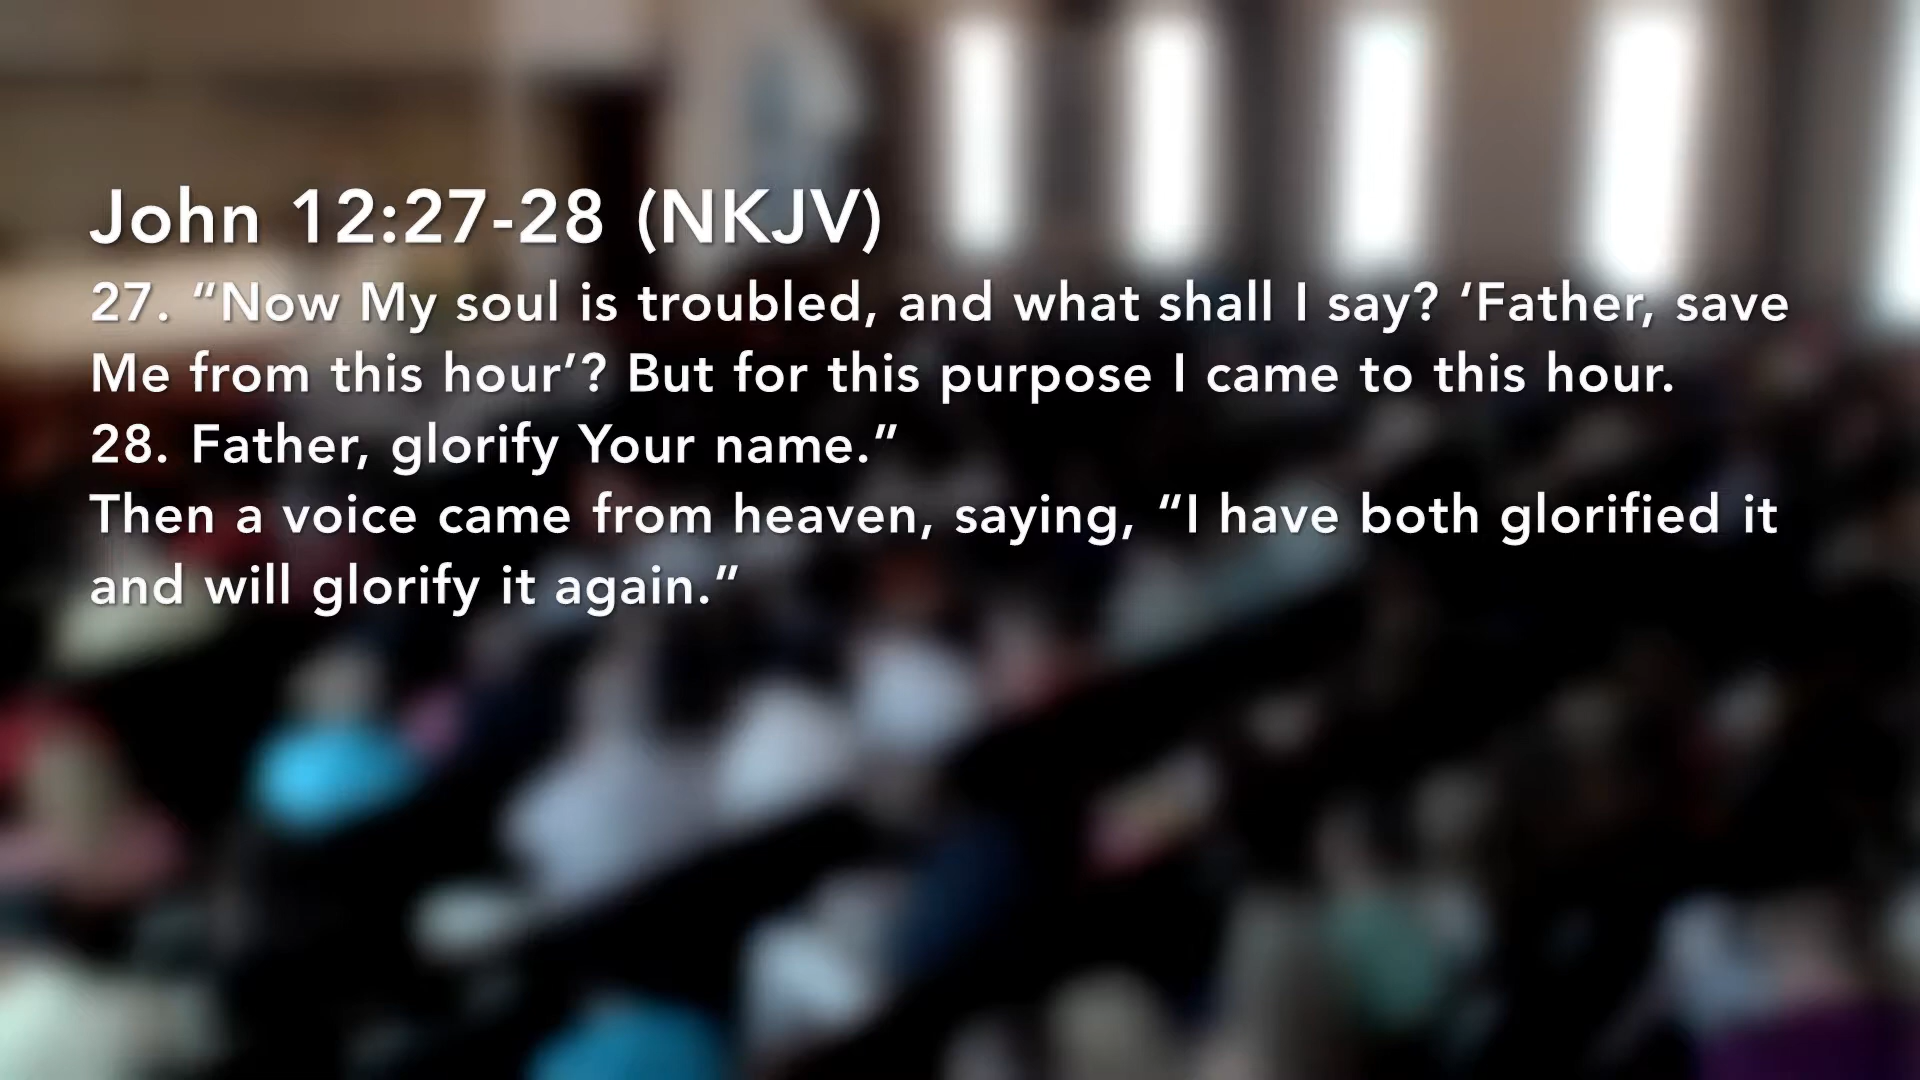 John 12:27-28 (NKJV)
27. “Now My soul is troubled, and what shall I say? ‘Father, save
Me from this hour’? But for this purpose I came to this hour.
28. Father, glorify Your name.”
Then a voice came from heaven, saying, “I have both glorified it
and will glorify it again.”